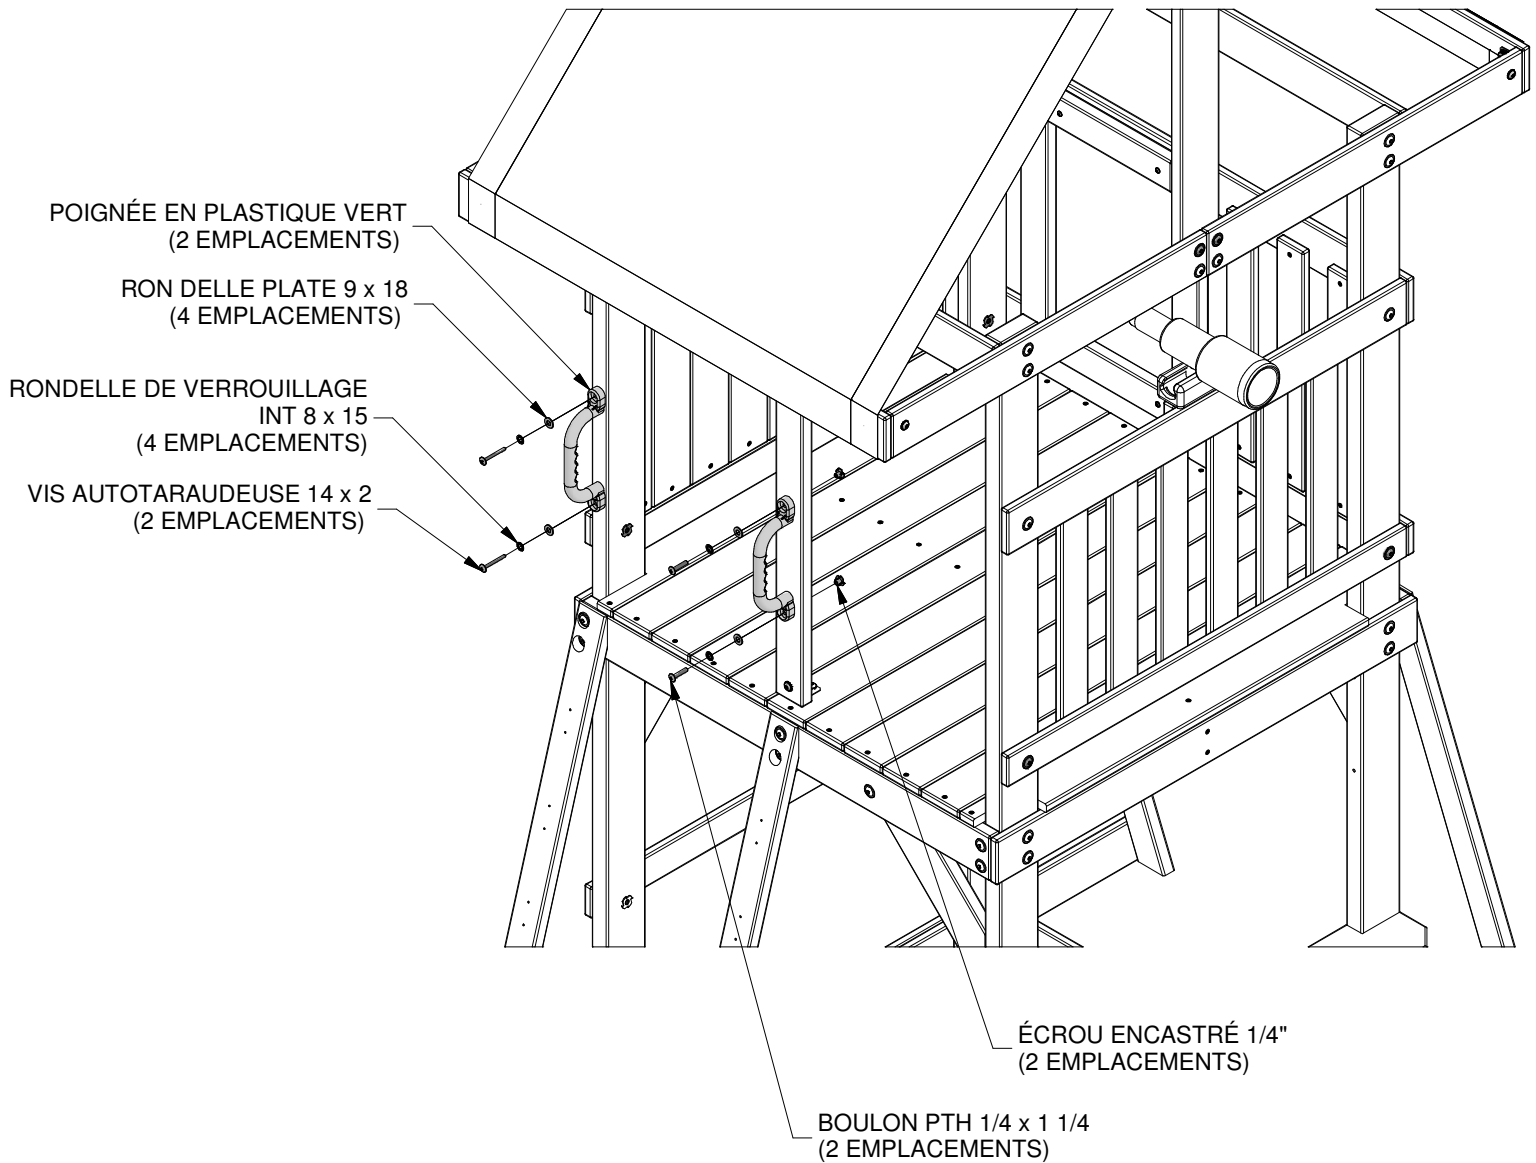 POIGNÉE EN PLASTIQUE VERT
(2 EMPLACEMENTS)
RON DELLE PLATE 9 x 18
(4 EMPLACEMENTS)
RONDELLE DE VERROUILLAGE
INT 8 x 15
(4 EMPLACEMENTS)
VIS AUTOTARAUDEUSE 14 x 2
(2 EMPLACEMENTS)
ÉCROU ENCASTRÉ 1/4"
(2 EMPLACEMENTS)
BOULON PTH 1/4 x 1 1/4
(2 EMPLACEMENTS)